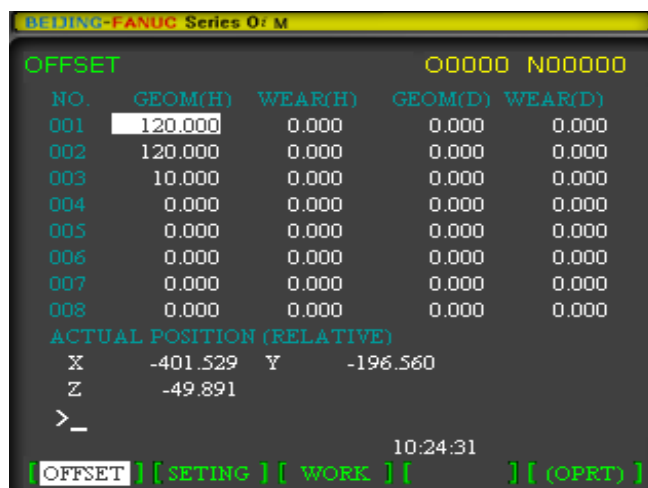 BEIJING-FANUC Series 0i M
OFFSET O0000 N00000
NO. GEOM(H) WEAR(H) GEOM(D) WEAR(D)
001 120.000 0.000 0.000 0.000
002 120.000 0.000 0.000 0.000
003 10.000 0.000 0.000 0.000
004 0.000 0.000 0.000 0.000
005 0.000 0.000 0.000 0.000
006 0.000 0.000 0.000 0.000
007 0.000 0.000 0.000 0.000
008 0.000 0.000 0.000 0.000
ACTUAL POSITION (RELATIVE)
X -401.529 Y -196.560
Z -49.891
>_
10:24:31
[ OFFSET ] [ SETING ] [ WORK ] [ ] [ (OPRT) ]